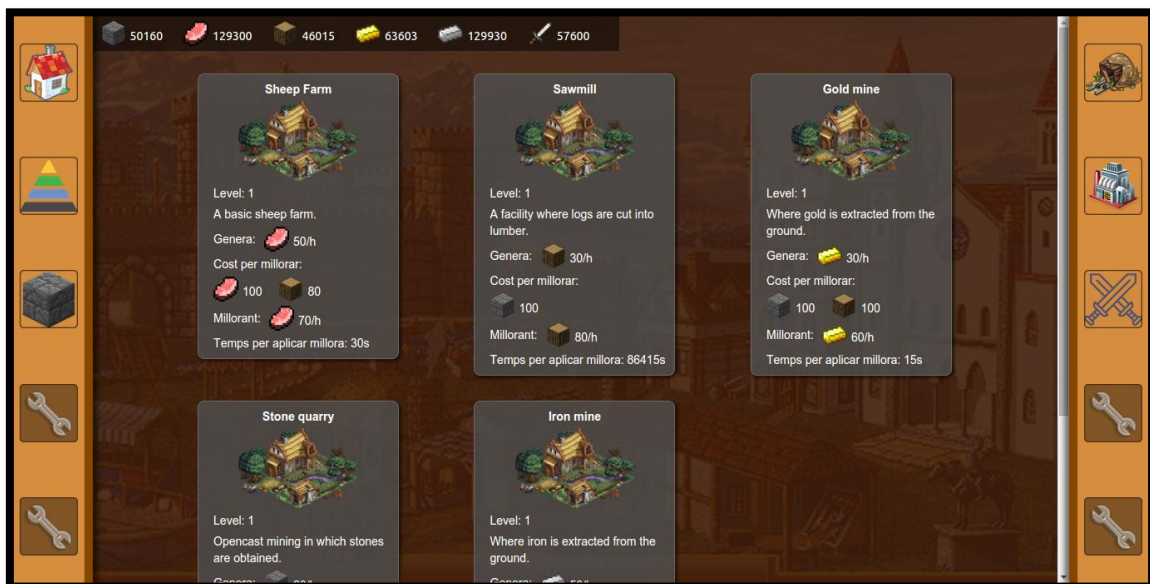 50160 129300 46015 63603 129930 57600
Sheep Farm
Level: 1
A basic sheep farm.
Genera: 50/h
Cost per millorar:
100 80
Millorant: 70/h
Temps per aplicar millora: 30s
Sawmill
Level: 1
A facility where logs are cut into
lumber.
Genera: 30/h
Cost per millorar:
100
Millorant: 80/h
Temps per aplicar millora: 86415s
Gold mine
Level: 1
Where gold is extracted from the
ground.
Genera: 30/h
Cost per millorar:
100 100
Millorant: 60/h
Temps per aplicar millora: 15s
Stone quarry
Level: 1
Opencast mining in which stones
are obtained.
Genera:
Iron mine
Level: 1
Where iron is extracted from the
ground.
Genera: